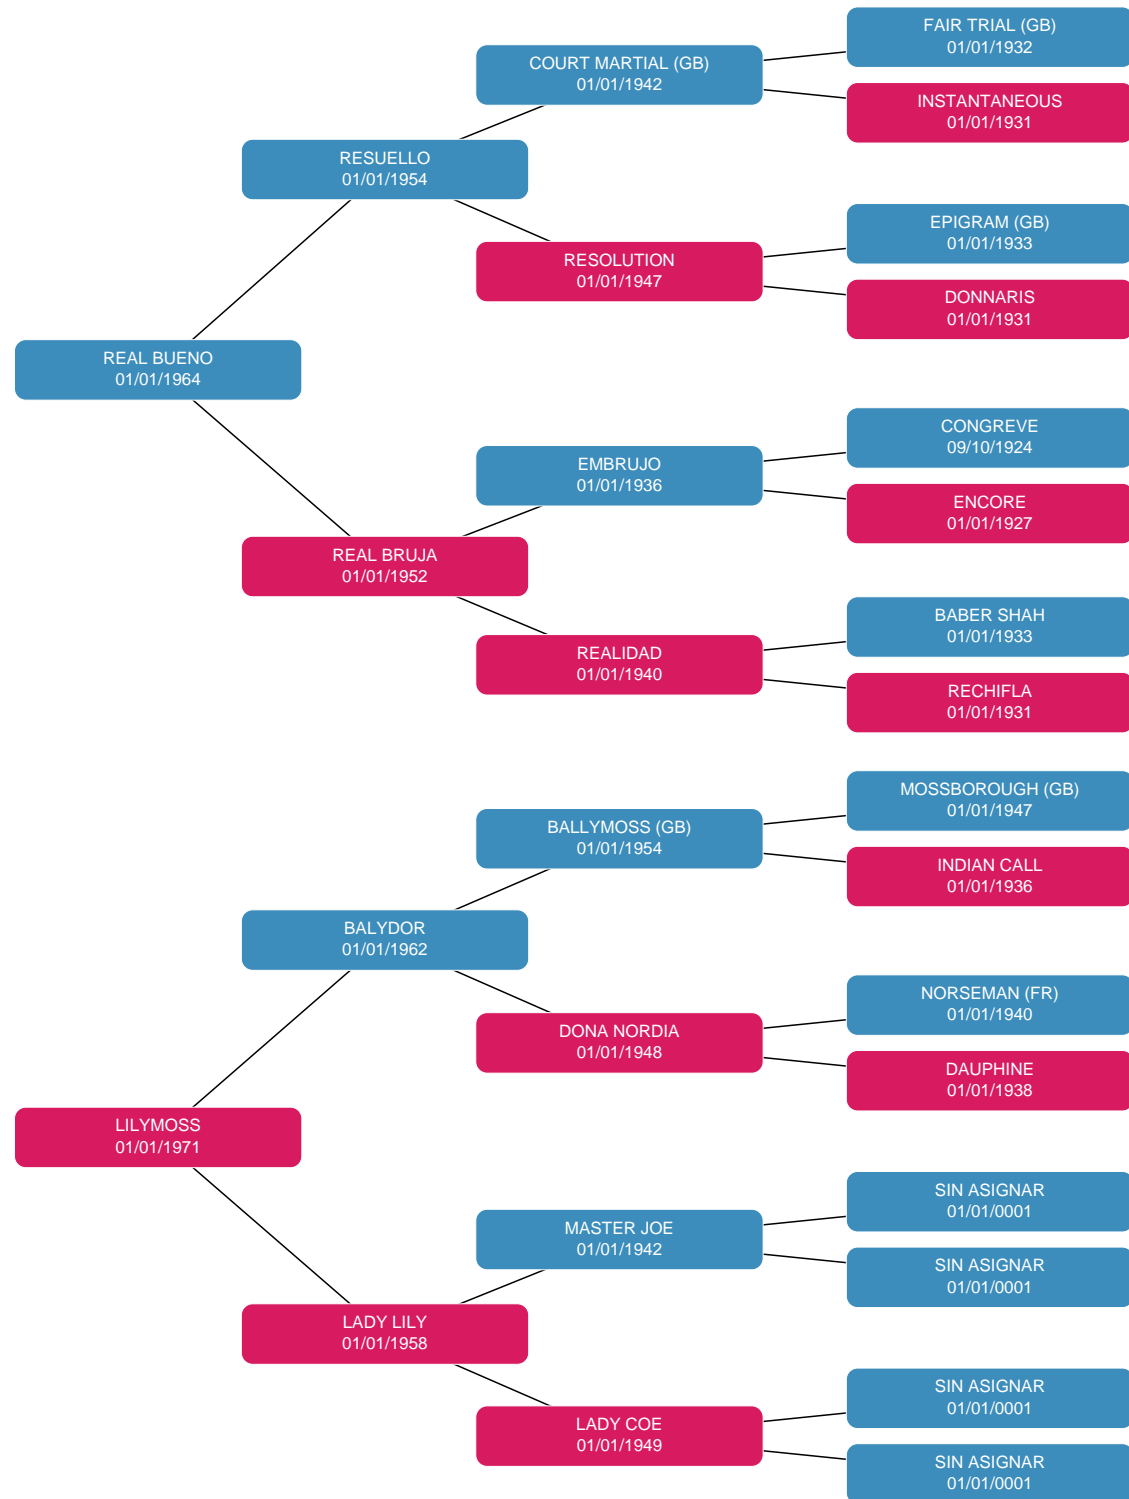 FAIR TRIAL (GB)
01/01/1932
COURT MARTIAL (GB)
01/01/1942
INSTANTANEOUS
01/01/1931
RESUELLO
01/01/1954
EPIGRAM (GB)
01/01/1933
RESOLUTION
01/01/1947
DONNARIS
01/01/1931
REAL BUENO
01/01/1964
CONGREVE
09/10/1924
EMBRUJO
01/01/1936
ENCORE
01/01/1927
REAL BRUJA
01/01/1952
BABER SHAH
01/01/1933
REALIDAD
01/01/1940
RECHIFLA
01/01/1931
MOSSBOROUGH (GB)
01/01/1947
BALLYMOSS (GB)
01/01/1954
INDIAN CALL
01/01/1936
BALYDOR
01/01/1962
NORSEMAN (FR)
01/01/1940
DONA NORDIA
01/01/1948
DAUPHINE
01/01/1938
LILYMOSS
01/01/1971
SIN ASIGNAR
01/01/0001
MASTER JOE
01/01/1942
SIN ASIGNAR
01/01/0001
LADY LILY
01/01/1958
SIN ASIGNAR
01/01/0001
LADY COE
01/01/1949
SIN ASIGNAR
01/01/0001